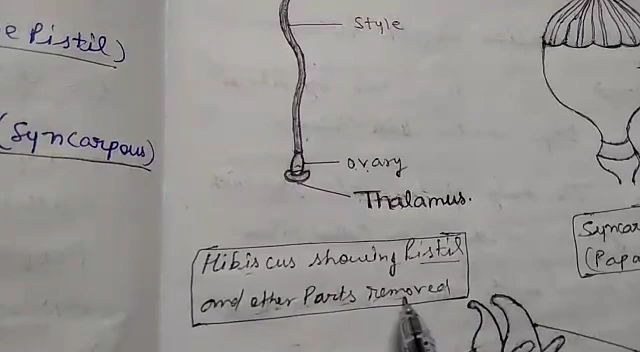 e Pistil)
(Syncarpous)
Style
Ovary
Thalamus.
Hibiscus showing Pistil
and other Parts removed
Syncar
(Papa